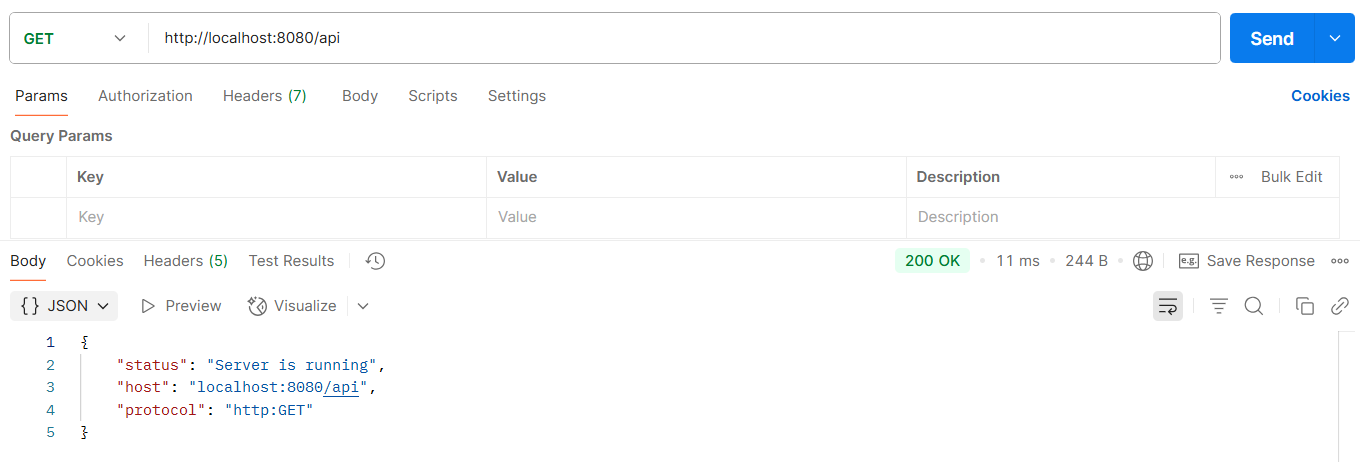 GET http://localhost:8080/api Send
Params Authorization Headers (7) Body Scripts Settings Cookies
Query Params
Key Value Description Bulk Edit
Key Value Description
Body Cookies Headers (5) Test Results 200 OK • 11 ms • 244 B • e.g. Save Response
{} JSON Preview Visualize
1 {
2 "status": "Server is running",
3 "host": "localhost:8080/api",
4 "protocol": "http:GET"
5 }